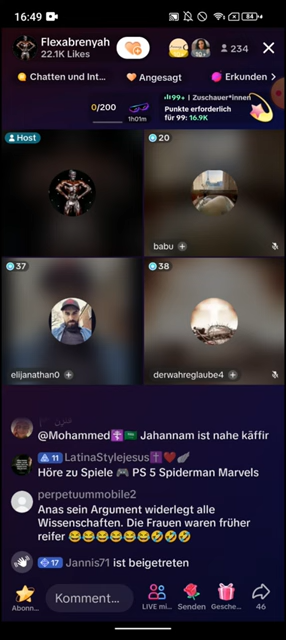 16:49
84%
Flexabrenyah
22.1K Likes
30+
234
Chatten und Int...
Angesagt
Erkunden
0/200
1h01m
99+ | Zuschauer*innen
Punkte erforderlich
für 99: 16.9K
Host
20
babu
37
38
elijanathan0
derwahreglaube4
@Mohammed✝️🇸🇦 Jahannam ist nahe käffir
11 LatinaStylejesus✝️❤️🪽
Höre zu Spiele 🎮 PS 5 Spiderman Marvels
perpetuummobile2
Anas sein Argument widerlegt alle
Wissenschaften. Die Frauen waren früher
reifer 😂😂😂😂😂😂🤣🤣🤣
17 Jannis71 ist beigetreten
Abonn...
Komment...
LIVE mi...
Senden
Gesche...
46